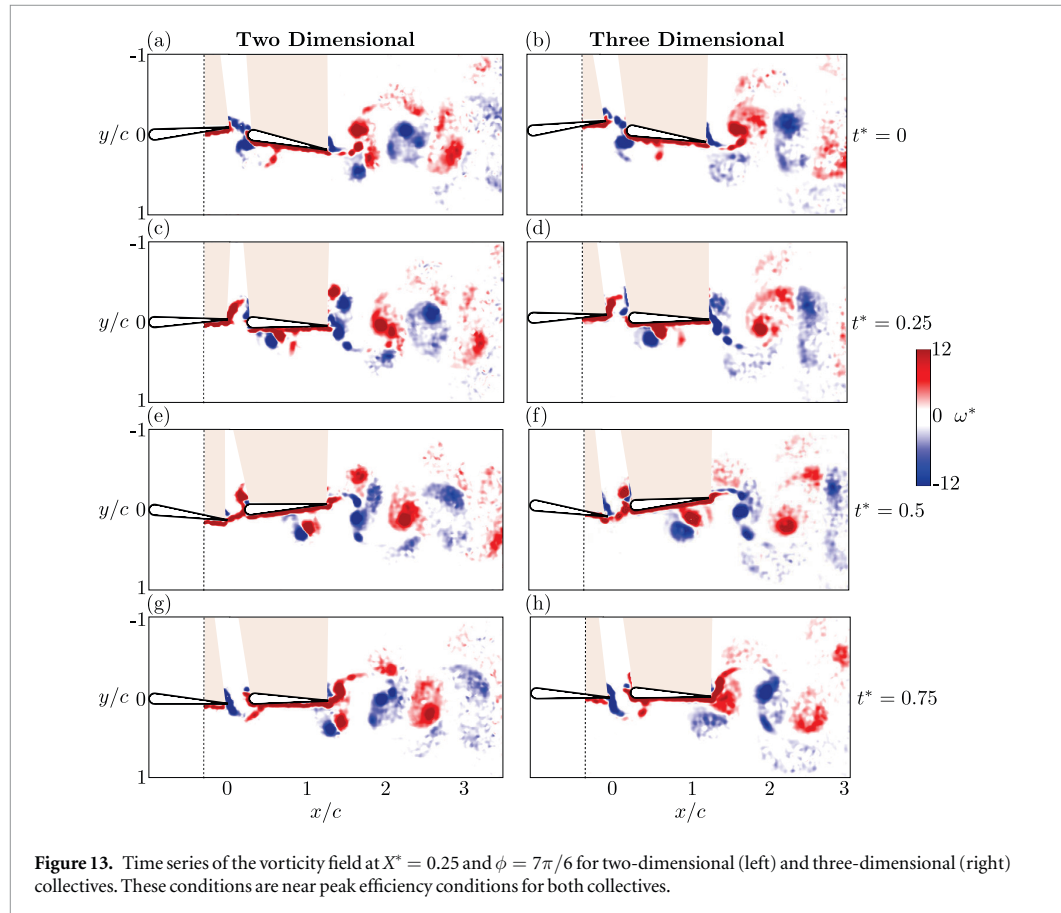 (a) Two Dimensional (b) Three Dimensional
-1
y/c 0 t* = 0
1
(c) (d)
-1
y/c 0 t* = 0.25
1
12
0 ω*
-12
(e) (f)
-1
y/c 0 t* = 0.5
1
(g) (h)
-1
y/c 0 t* = 0.75
1
0 1 2 3 0 1 2 3
x/c x/c
Figure 13. Time series of the vorticity field at X* = 0.25 and ϕ = 7π/6 for two-dimensional (left) and three-dimensional (right)
collectives. These conditions are near peak efficiency conditions for both collectives.